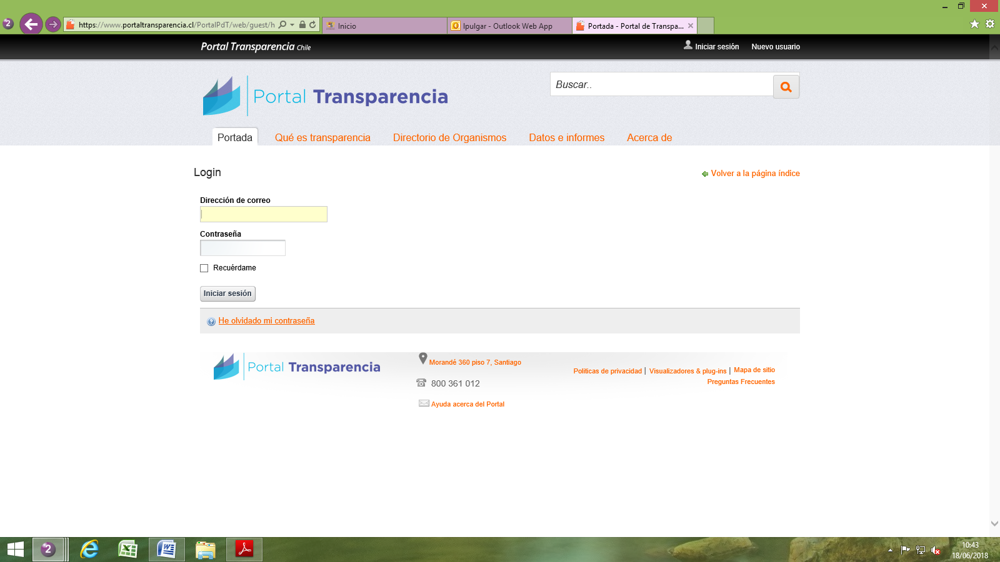 2
https://www.portaltransparencia.cl/PortalPdT/web/guest/h
Inicio
lpulgar - Outlook Web App
Portada - Portal de Transpa...
Portal Transparencia Chile
Iniciar sesión
Nuevo usuario
Portal Transparencia
Buscar..
Portada
Qué es transparencia
Directorio de Organismos
Datos e informes
Acerca de
Login
Volver a la página índice
Dirección de correo
Contraseña
Recuérdame
Iniciar sesión
He olvidado mi contraseña
Portal Transparencia
Morandé 360 piso 7, Santiago
800 361 012
Ayuda acerca del Portal
Políticas de privacidad | Visualizadores & plug-ins | Mapa de sitio
Preguntas Frecuentes
2
10:43
18/06/2018